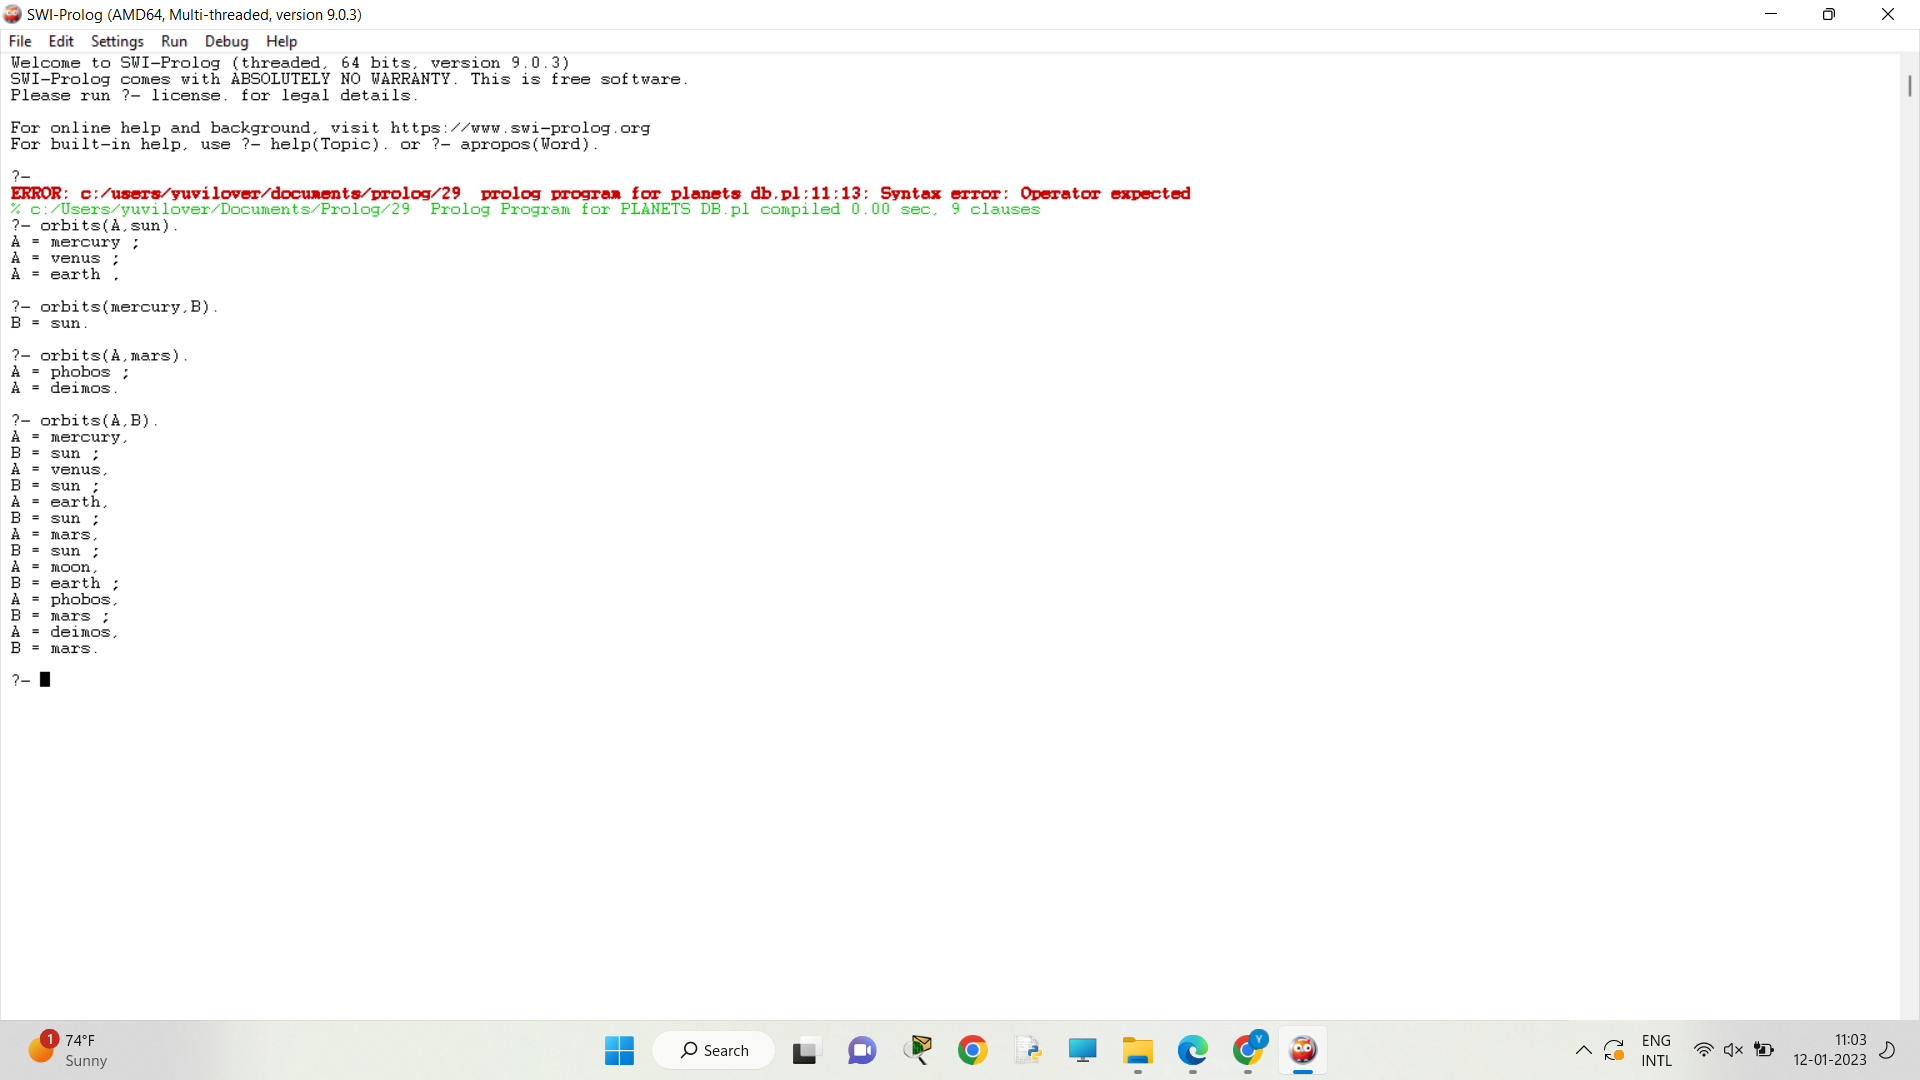 SWI-Prolog (AMD64, Multi-threaded, version 9.0.3)
File Edit Settings Run Debug Help
Welcome to SWI-Prolog (threaded, 64 bits, version 9.0.3)
SWI-Prolog comes with ABSOLUTELY NO WARRANTY. This is free software.
Please run ?- license. for legal details.
For online help and background, visit https://www.swi-prolog.org
For built-in help, use ?- help(Topic). or ?- apropos(Word).
?-
ERROR: c:/users/yuvilover/documents/prolog/29  prolog program for planets db.pl:11:13: Syntax error: Operator expected
% c:/Users/yuvilover/Documents/Prolog/29  Prolog Program for PLANETS DB.pl compiled 0.00 sec, 9 clauses
?- orbits(A,sun).
A = mercury ;
A = venus ;
A = earth .
?- orbits(mercury,B).
B = sun.
?- orbits(A,mars).
A = phobos ;
A = deimos.
?- orbits(A,B).
A = mercury,
B = sun ;
A = venus,
B = sun ;
A = earth,
B = sun ;
A = mars,
B = sun ;
A = moon,
B = earth ;
A = phobos,
B = mars ;
A = deimos,
B = mars.
?-
1
74°F
Sunny
Search
Y
ENG
INTL
11:03
12-01-2023